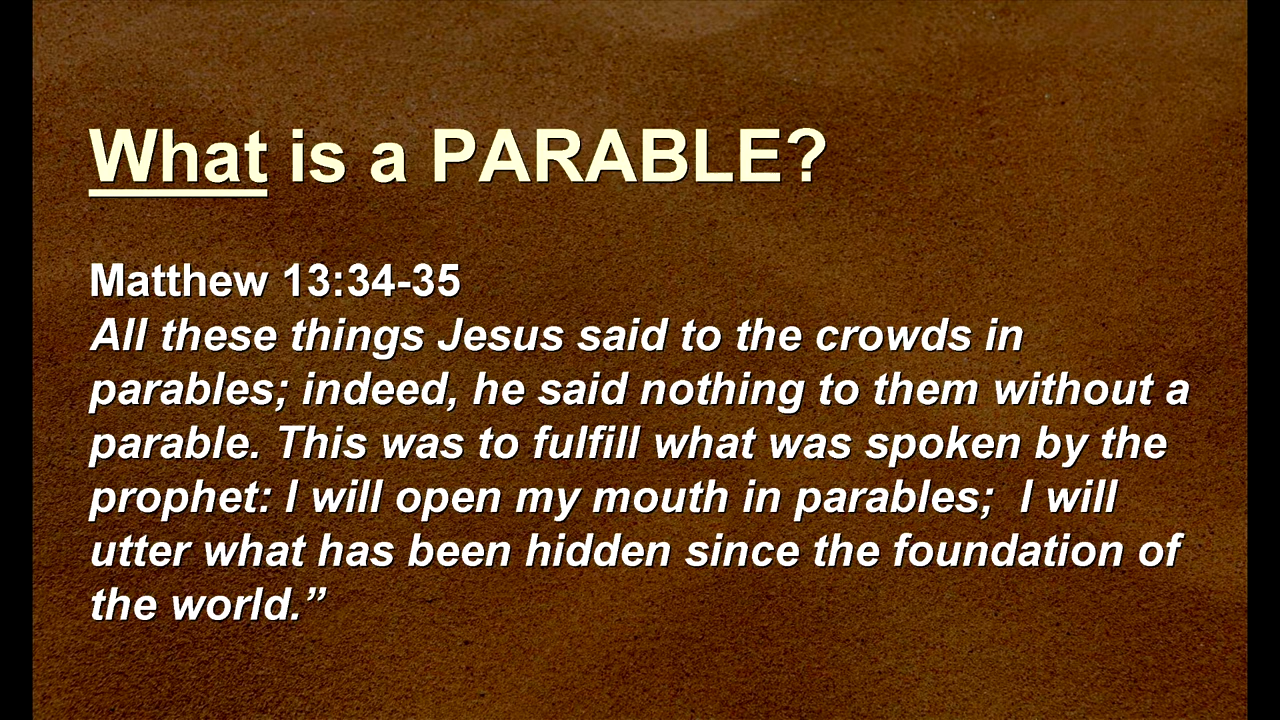 What is a PARABLE?
Matthew 13:34-35
All these things Jesus said to the crowds in
parables; indeed, he said nothing to them without a
parable. This was to fulfill what was spoken by the
prophet: I will open my mouth in parables;  I will
utter what has been hidden since the foundation of
the world.”